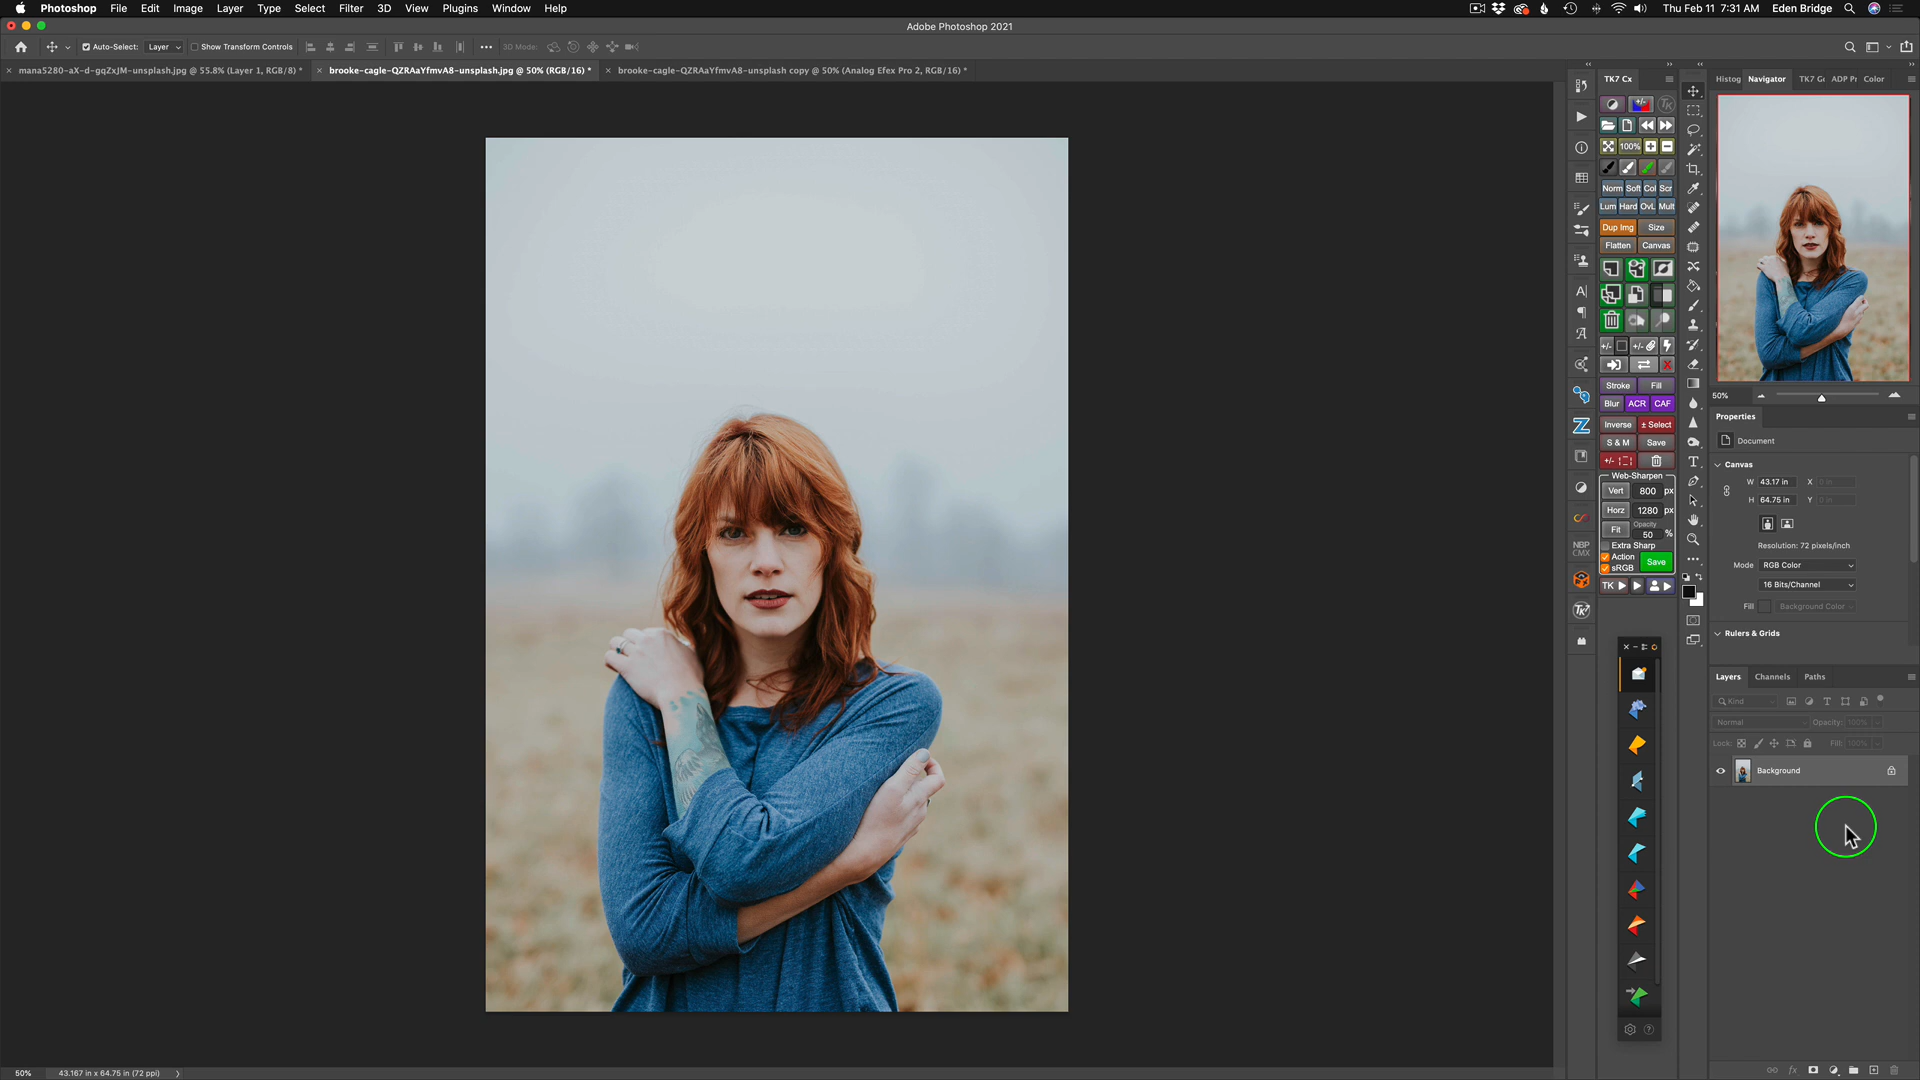 Photoshop File Edit Image Layer Type Select Filter 3D View Plugins Window Help
Thu Feb 11 7:31 AM Eden Bridge
Adobe Photoshop 2021
Auto-Select: Layer Show Transform Controls 3D Mode:
mana5280-aX-d-gqZxJM-unsplash.jpg @ 55.8% (Layer 1, RGB/8) *
brooke-cagle-QZRAaYfmvA8-unsplash.jpg @ 50% (RGB/16) *
brooke-cagle-QZRAaYfmvA8-unsplash copy @ 50% (Analog Efex Pro 2, RGB/16) *
TK7 Cx
100%
Norm Soft Col Scr
Lum Hard OvL Mult
Dup Img Size
Flatten Canvas
Stroke Fill
Blur ACR CAF
Inverse ± Select
S & M Save
+/-
Web-Sharpen
Vert 800 px
Horz 1280 px
Fit Opacity 50 %
Extra Sharp
Action
sRGB
Save
TK
NBP
CMX
Histog Navigator TK7 Go ADP Pr Color
50%
Properties
Document
Canvas
W 43.17 in X 0 in
H 64.75 in Y 0 in
Resolution: 72 pixels/inch
Mode RGB Color
16 Bits/Channel
Fill Background Color
Rulers & Grids
Layers Channels Paths
Kind
Normal Opacity: 100%
Lock: Fill: 100%
Background
50% 43.167 in x 64.75 in (72 ppi)